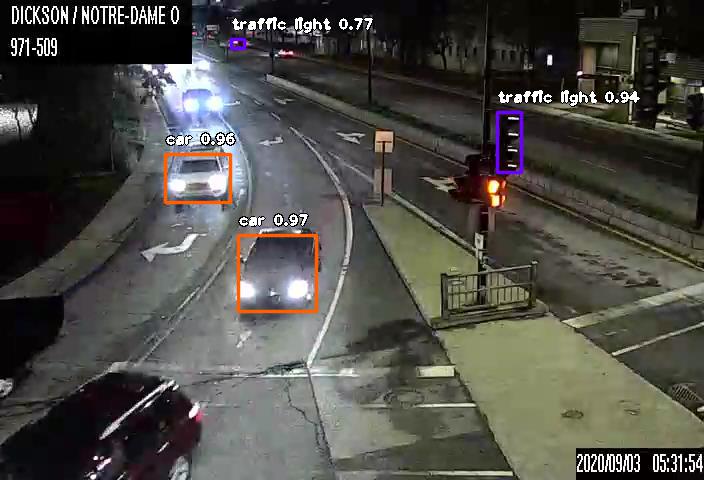 DICKSON / NOTRE-DAME O
971-509
traffic light 0.77
traffic light 0.94
car 0.96
car 0.97
2020/09/03 05:31:54